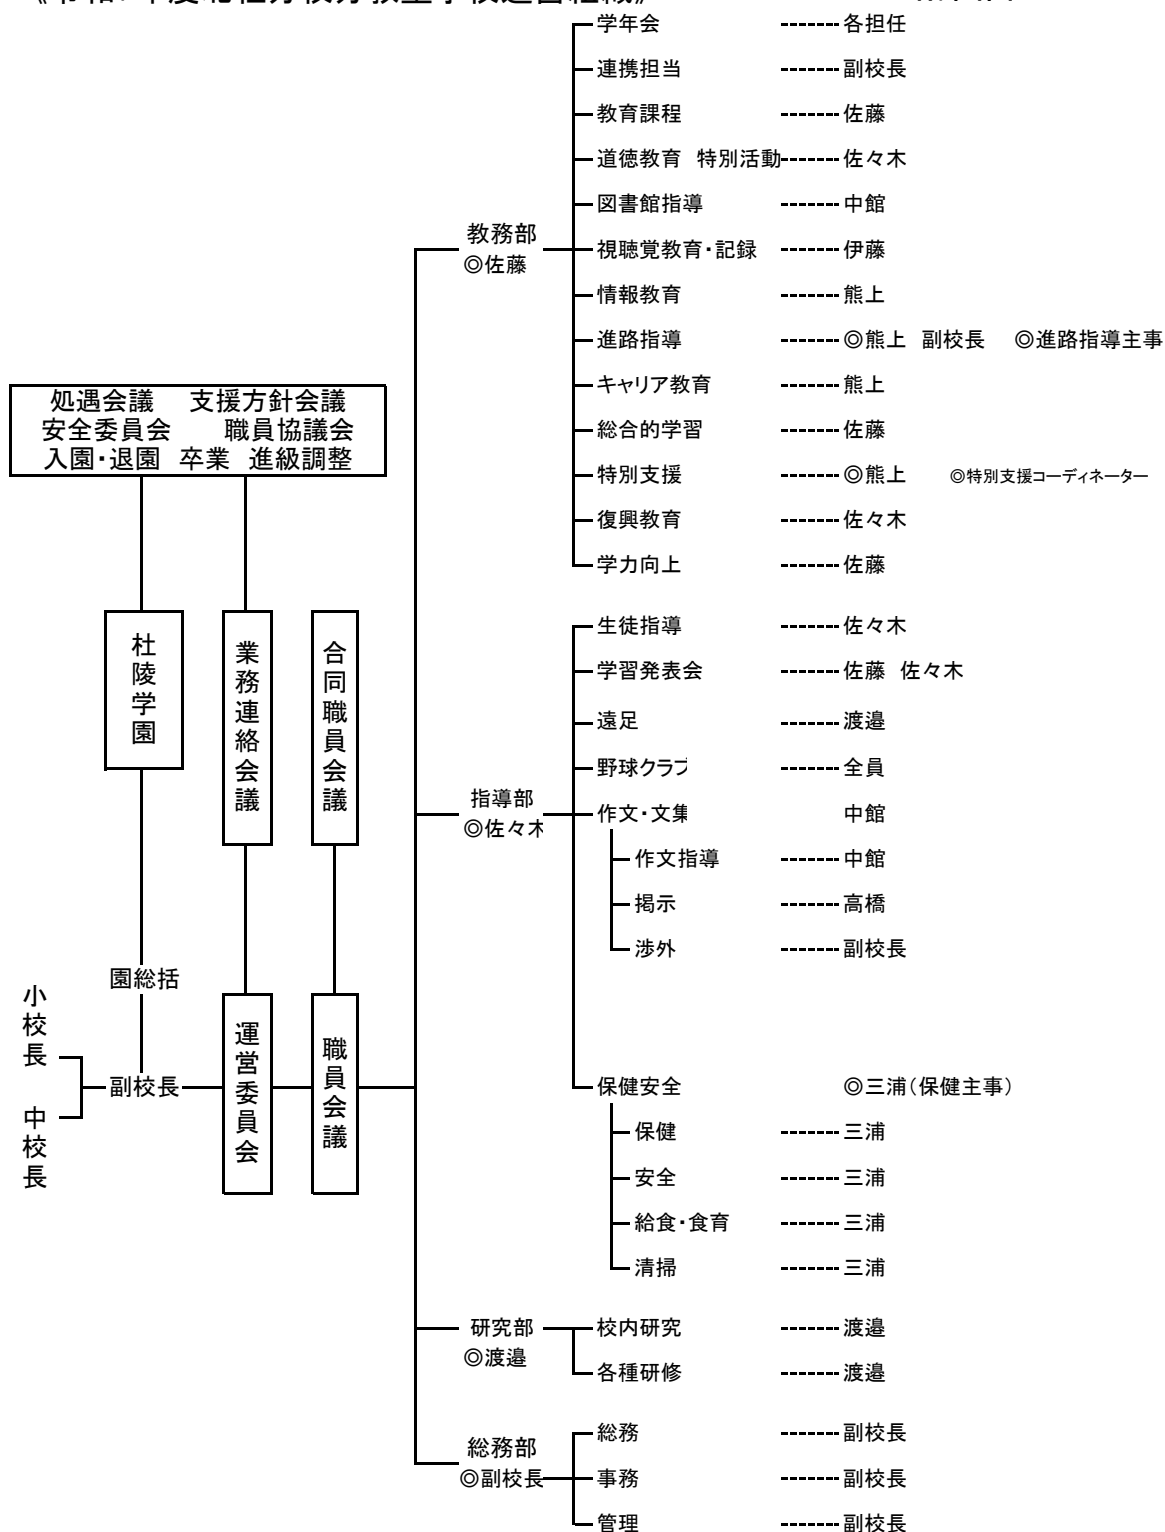 学年会 ------- 各担任
連携担当 ------- 副校長
教育課程 ------- 佐藤
道徳教育 特別活動 ------- 佐々木
図書館指導 ------- 中館
教務部
◎佐藤
視聴覚教育・記録 ------- 伊藤
情報教育 ------- 熊上
進路指導 ------- ◎熊上 副校長 ◎進路指導主事
キャリア教育 ------- 熊上
総合的学習 ------- 佐藤
特別支援 ------- ◎熊上 ◎特別支援コーディネーター
復興教育 ------- 佐々木
学力向上 ------- 佐藤
処遇会議 支援方針会議
安全委員会 職員協議会
入園・退園 卒業 進級調整
杜陵学園
業務連絡会議
合同職員会議
園総括
小校長
中校長
副校長
運営委員会
職員会議
指導部
◎佐々木
生徒指導 ------- 佐々木
学習発表会 ------- 佐藤 佐々木
遠足 ------- 渡邉
野球クラブ ------- 全員
作文・文集 中館
作文指導 ------- 中館
掲示 ------- 高橋
渉外 ------- 副校長
保健安全 ◎三浦(保健主事)
保健 ------- 三浦
安全 ------- 三浦
給食・食育 ------- 三浦
清掃 ------- 三浦
研究部
◎渡邉
校内研究 ------- 渡邉
各種研修 ------- 渡邉
総務部
◎副校長
総務 ------- 副校長
事務 ------- 副校長
管理 ------- 副校長